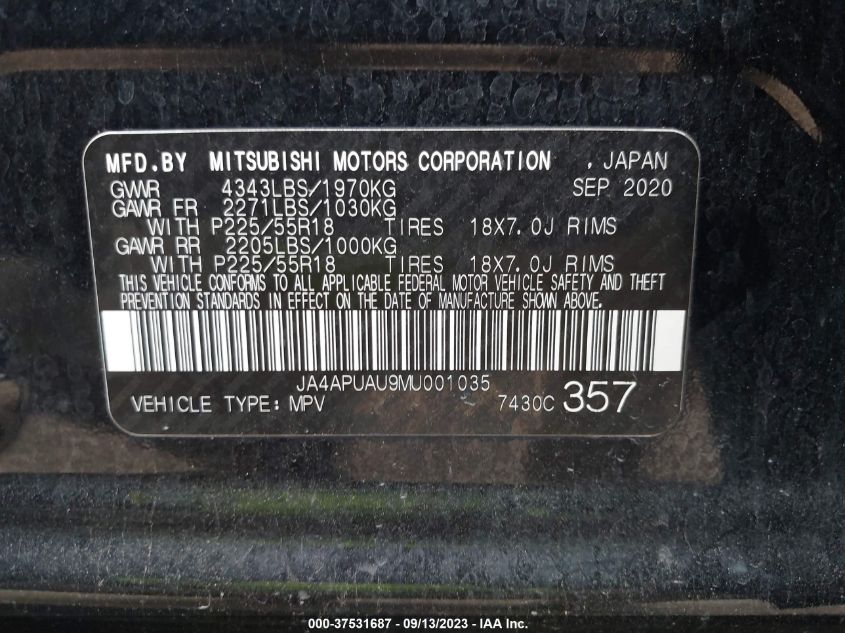 MFD.BY MITSUBISHI MOTORS CORPORATION , JAPAN
GVWR 4343LBS/1970KG SEP 2020
GAWR FR 2271LBS/1030KG
WITH P225/55R18 TIRES 18X7.0J RIMS
GAWR RR 2205LBS/1000KG
WITH P225/55R18 TIRES 18X7.0J RIMS
THIS VEHICLE CONFORMS TO ALL APPLICABLE FEDERAL MOTOR VEHICLE SAFETY AND THEFT
PREVENTION STANDARDS IN EFFECT ON THE DATE OF MANUFACTURE SHOWN ABOVE.
JA4APUAU9MU001035
VEHICLE TYPE: MPV 7430C 357
000-37531687 - 09/13/2023 - IAA Inc.